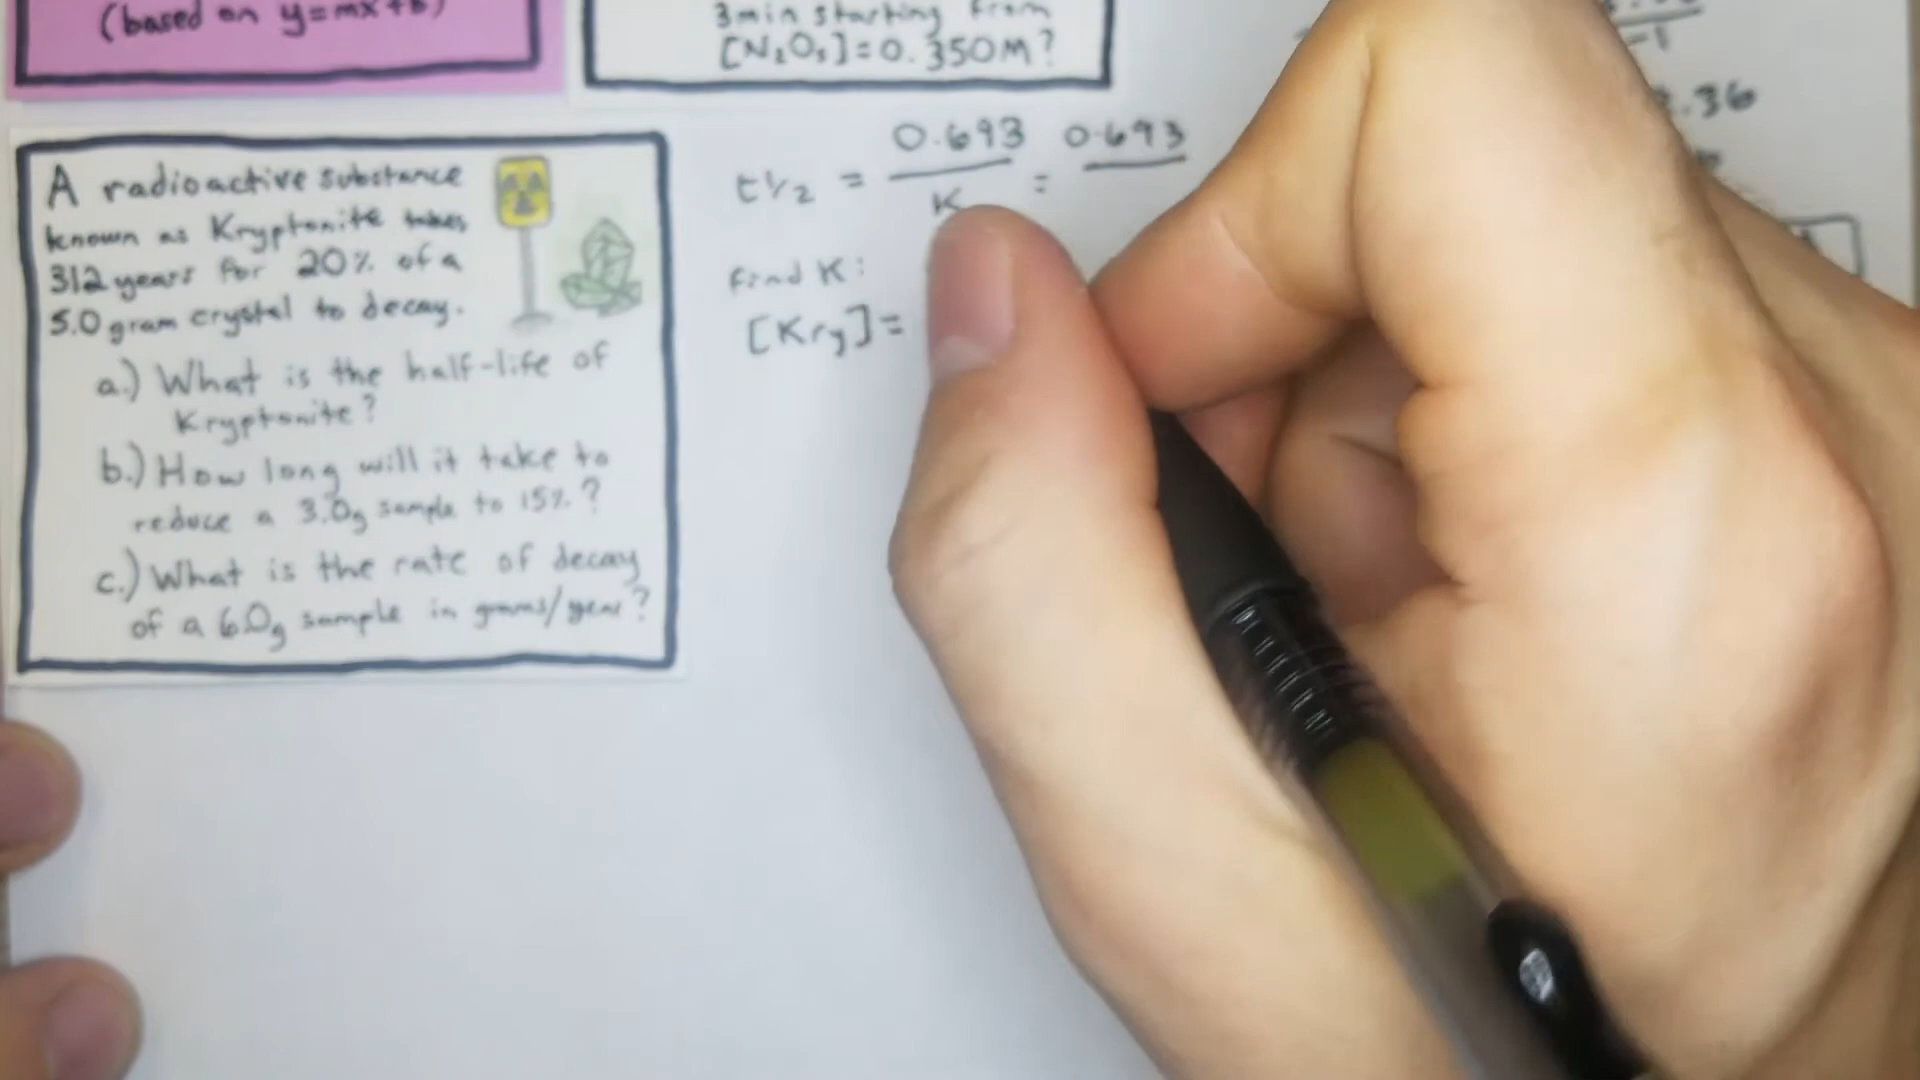 (based on y=mx+b)
3min starting from
[N₂O₅]=0.350M?
A radioactive substance
known as Kryptonite takes
312 years for 20% of a
5.0 gram crystal to decay.
a.) What is the half-life of
Kryptonite?
b.) How long will it take to
reduce a 3.0g sample to 15%?
c.) What is the rate of decay
of a 6.0g sample in grams/year?
t½ = 0.693/K = 0.693
find K:
[Kry]=
-1
.36